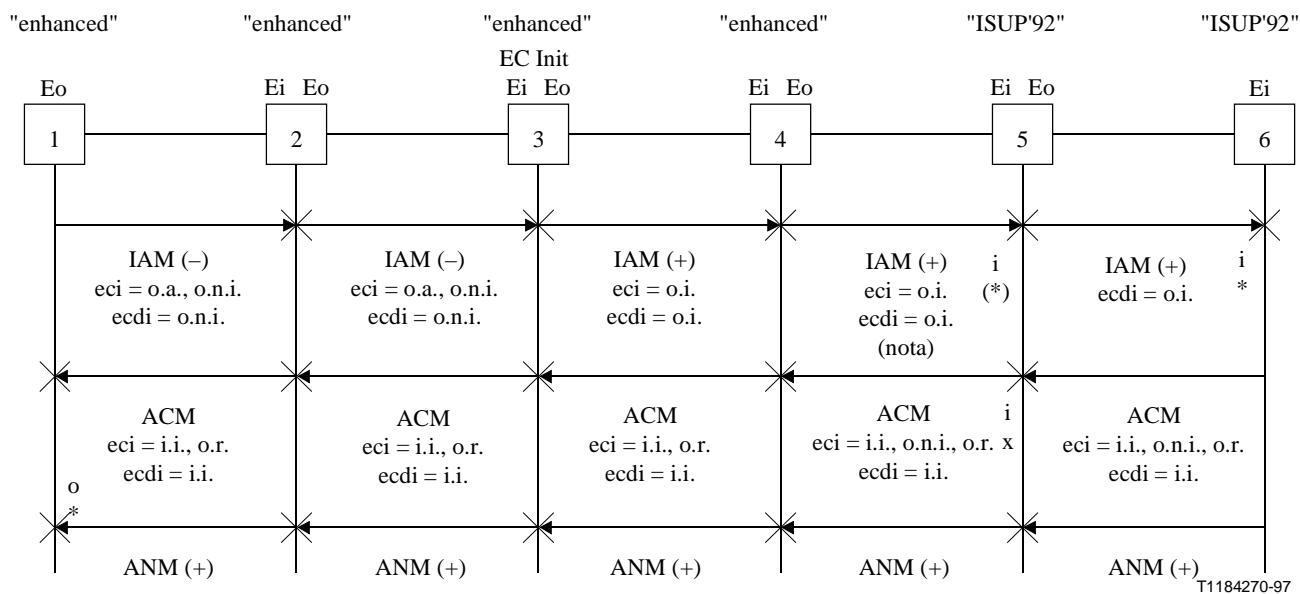 "enhanced" "enhanced" "enhanced" "enhanced" "ISUP'92" "ISUP'92"
EC Init
Eo Ei Eo Ei Eo Ei Eo Ei Eo Ei
1 2 3 4 5 6
IAM (–) IAM (–) IAM (+) IAM (+) i IAM (+) i
eci = o.a., o.n.i. eci = o.a., o.n.i. eci = o.i. eci = o.i. (*) ecdi = o.i. *
ecdi = o.n.i. ecdi = o.n.i. ecdi = o.i. ecdi = o.i.
(nota)
ACM ACM ACM ACM i ACM
eci = i.i., o.r. eci = i.i., o.r. eci = i.i., o.r. eci = i.i., o.n.i., o.r. x eci = i.i., o.n.i., o.r.
ecdi = i.i. ecdi = i.i. ecdi = i.i. ecdi = i.i. ecdi = i.i.
o
*
ANM (+) ANM (+) ANM (+) ANM (+) ANM (+)
T1184270-97